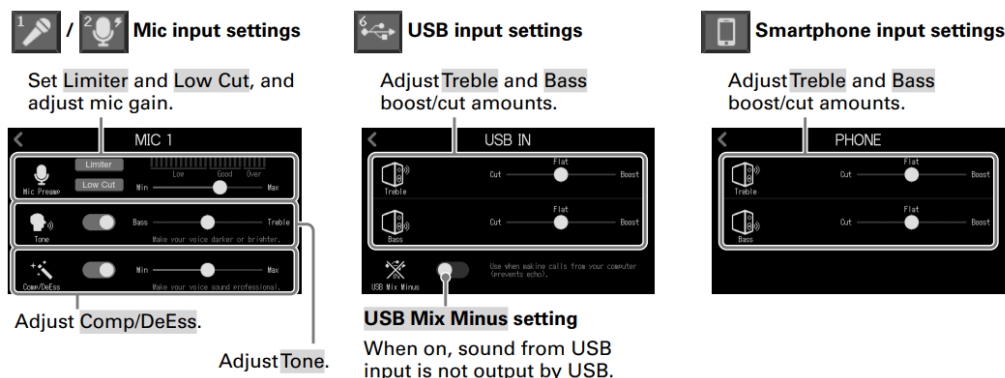 1 / 2 Mic input settings
Set Limiter and Low Cut, and
adjust mic gain.
MIC 1
Limiter
Low Good Over
Low Cut
Min Max
Mic Preamp
Bass Treble
Tone
Make your voice darker or brighter.
Min Max
Comp/DeEss
Make your voice sound professional.
Adjust Comp/DeEss.
Adjust Tone.
6 USB input settings
Adjust Treble and Bass
boost/cut amounts.
USB IN
Flat
Cut Boost
Treble
Flat
Cut Boost
Bass
Use when making calls from your computer
(prevents echo).
USB Mix Minus
USB Mix Minus setting
When on, sound from USB
input is not output by USB.
Smartphone input settings
Adjust Treble and Bass
boost/cut amounts.
PHONE
Flat
Cut Boost
Treble
Flat
Cut Boost
Bass